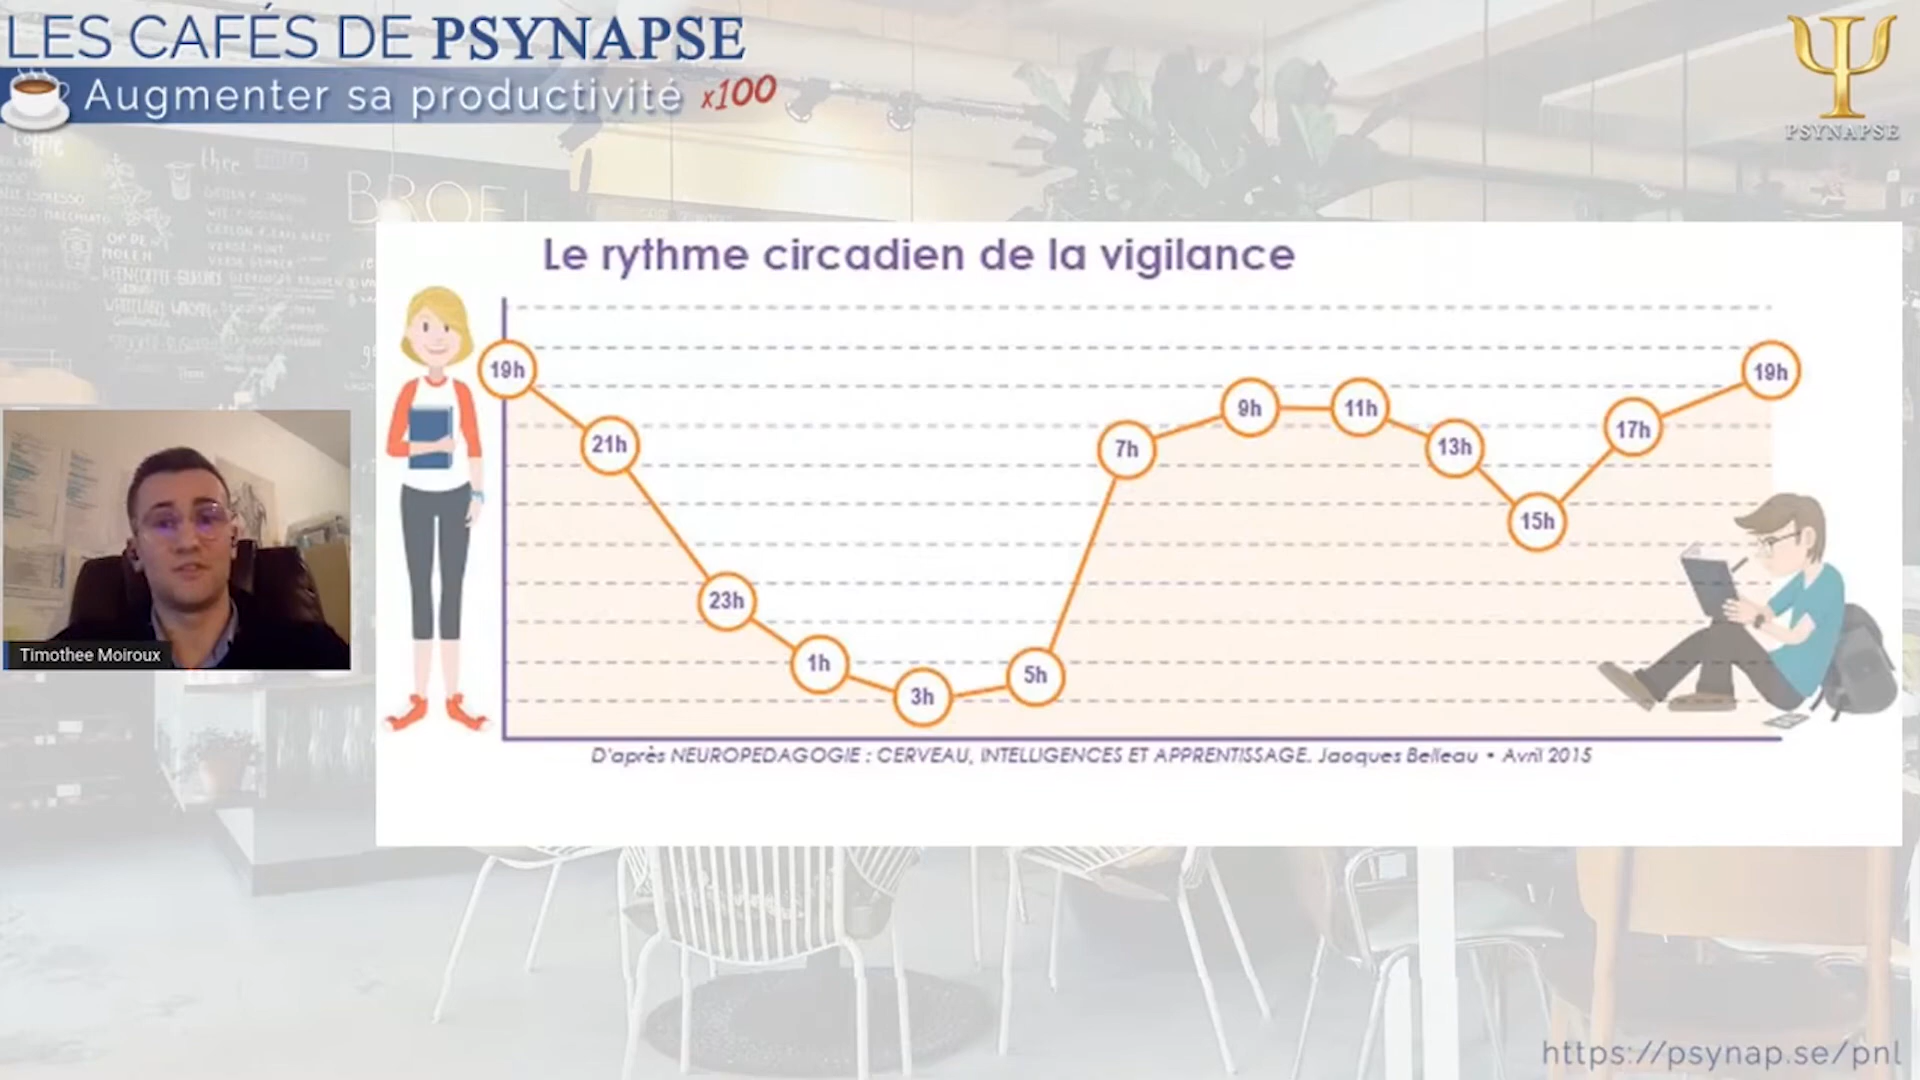 LES CAFÉS DE PSYNAPSE
Augmenter sa productivité x100
PSYNAPSE
Le rythme circadien de la vigilance
19h
21h
23h
1h
3h
5h
7h
9h
11h
13h
15h
17h
19h
D'après NEUROPEDAGOGIE : CERVEAU, INTELLIGENCES ET APPRENTISSAGE. Jacques Belleau • Avril 2015
Timothee Moiroux
https://psynap.se/pnl